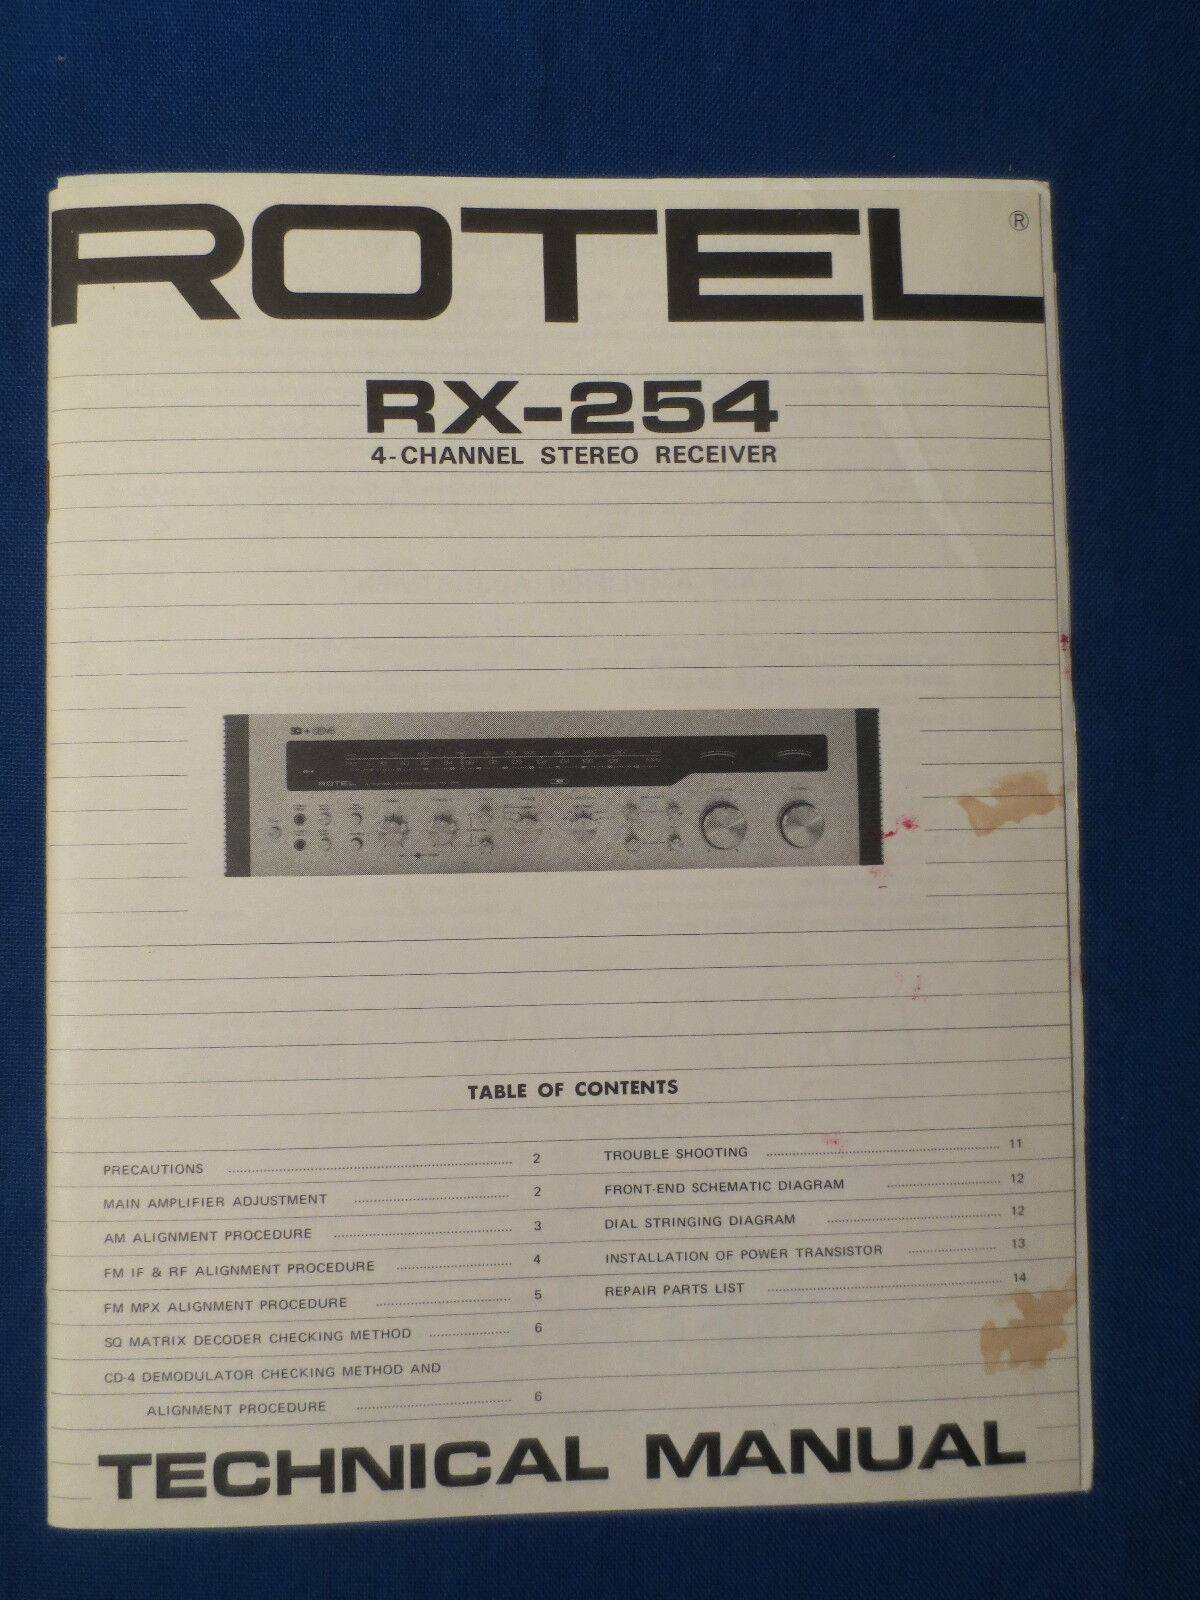 ROTEL ®
RX-254
4-CHANNEL STEREO RECEIVER
ROTEL
TABLE OF CONTENTS
PRECAUTIONS 2
MAIN AMPLIFIER ADJUSTMENT 2
AM ALIGNMENT PROCEDURE 3
FM IF & RF ALIGNMENT PROCEDURE 4
FM MPX ALIGNMENT PROCEDURE 5
SQ MATRIX DECODER CHECKING METHOD 6
CD-4 DEMODULATOR CHECKING METHOD AND
ALIGNMENT PROCEDURE 6
TROUBLE SHOOTING 11
FRONT-END SCHEMATIC DIAGRAM 12
DIAL STRINGING DIAGRAM 12
INSTALLATION OF POWER TRANSISTOR 13
REPAIR PARTS LIST 14
TECHNICAL MANUAL